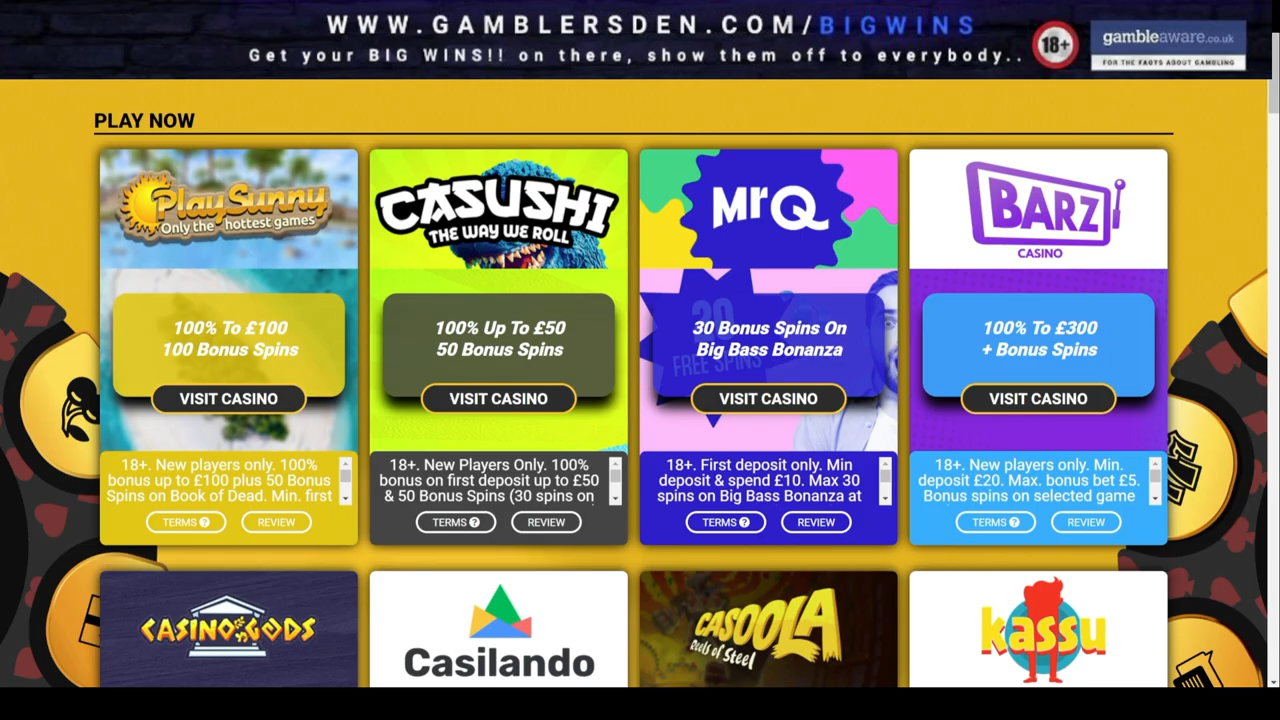 WWW.GAMBLERSDEN.COM/BIGWINS
Get your BIG WINS!! on there, show them off to everybody..
18+
gambleaware.co.uk
FOR THE FACTS ABOUT GAMBLING
PLAY NOW
PlaySunny
Only the hottest games
100% To £100
100 Bonus Spins
VISIT CASINO
18+. New players only. 100%
bonus up to £100 plus 50 Bonus
Spins on Book of Dead. Min. first
TERMS ?
REVIEW
CASUSHI
THE WAY WE ROLL
100% Up To £50
50 Bonus Spins
VISIT CASINO
18+. New Players Only. 100%
bonus on first deposit up to £50
& 50 Bonus Spins (30 spins on
TERMS ?
REVIEW
MrQ
30 Bonus Spins On
Big Bass Bonanza
FREE SPINS
VISIT CASINO
18+. First deposit only. Min
deposit & spend £10. Max 30
spins on Big Bass Bonanza at
TERMS ?
REVIEW
BARZ
CASINO
100% To £300
+ Bonus Spins
VISIT CASINO
18+. New players only. Min.
deposit £20. Max. bonus bet £5.
Bonus spins on selected game
TERMS ?
REVIEW
CASINO GODS
Casilando
CASOOLA
Reels of Steel
kassu